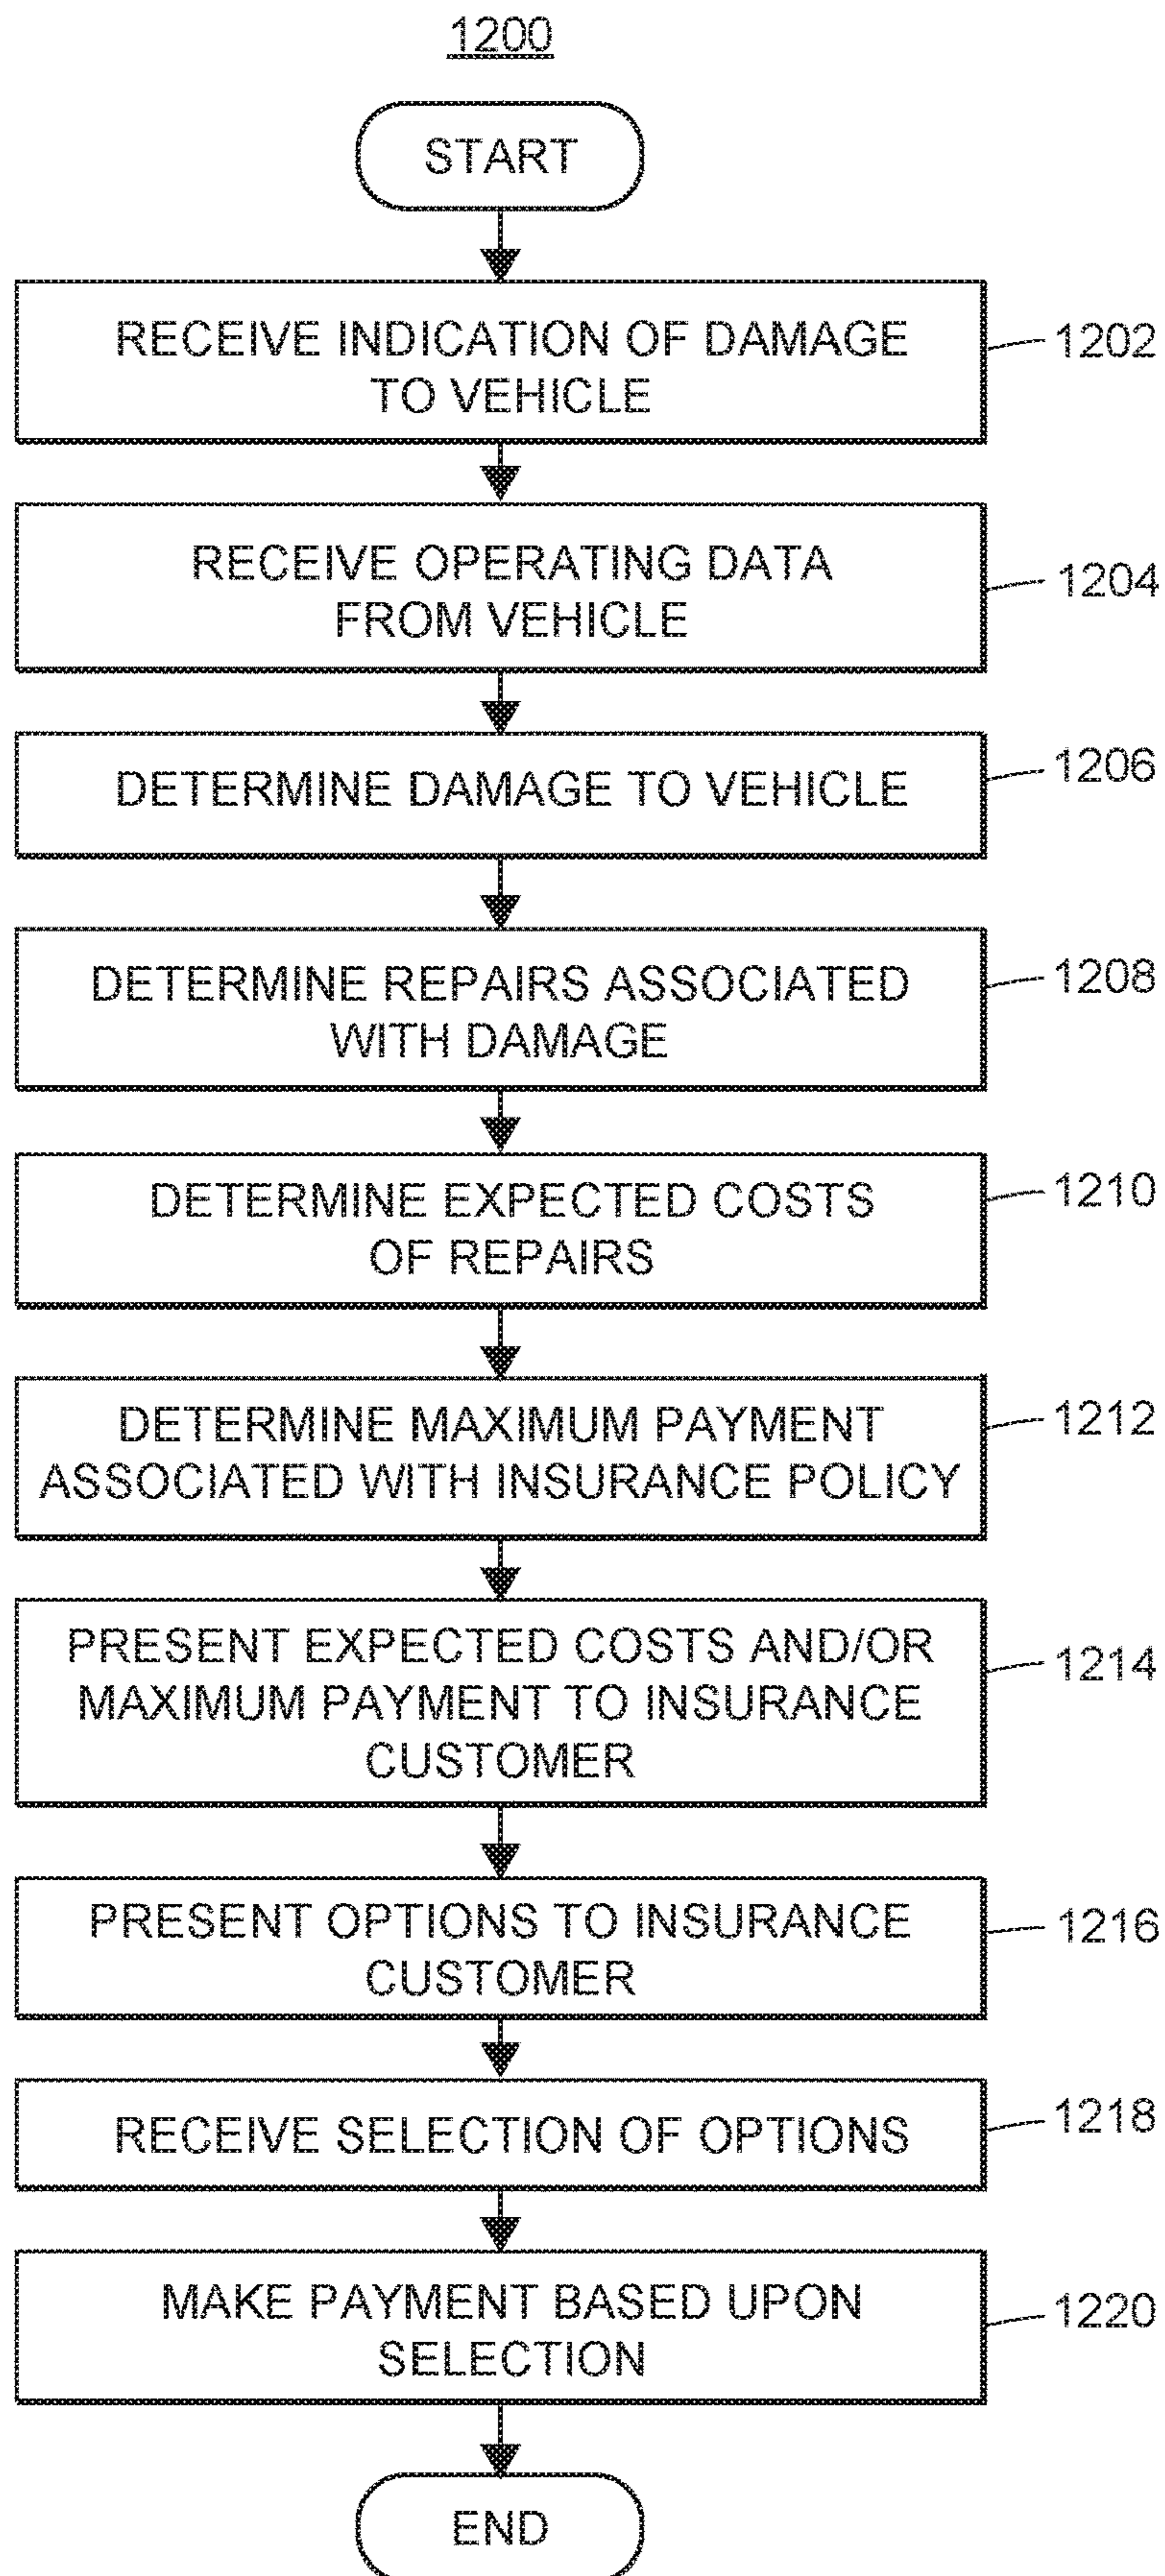 1200
START
RECEIVE INDICATION OF DAMAGE
TO VEHICLE
1202
RECEIVE OPERATING DATA
FROM VEHICLE
1204
DETERMINE DAMAGE TO VEHICLE
1206
DETERMINE REPAIRS ASSOCIATED
WITH DAMAGE
1208
DETERMINE EXPECTED COSTS
OF REPAIRS
1210
DETERMINE MAXIMUM PAYMENT
ASSOCIATED WITH INSURANCE POLICY
1212
PRESENT EXPECTED COSTS AND/OR
MAXIMUM PAYMENT TO INSURANCE
CUSTOMER
1214
PRESENT OPTIONS TO INSURANCE
CUSTOMER
1216
RECEIVE SELECTION OF OPTIONS
1218
MAKE PAYMENT BASED UPON
SELECTION
1220
END